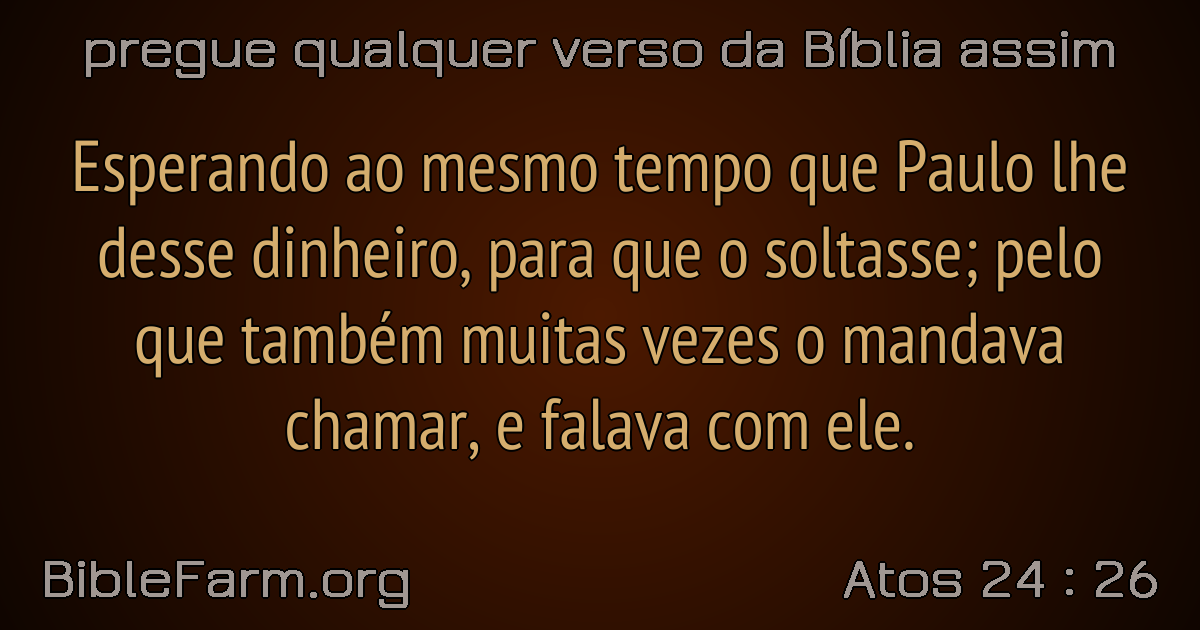 pregue qualquer verso da Bíblia assim
Esperando ao mesmo tempo que Paulo lhe
desse dinheiro, para que o soltasse; pelo
que também muitas vezes o mandava
chamar, e falava com ele.
BibleFarm.org
Atos 24 : 26